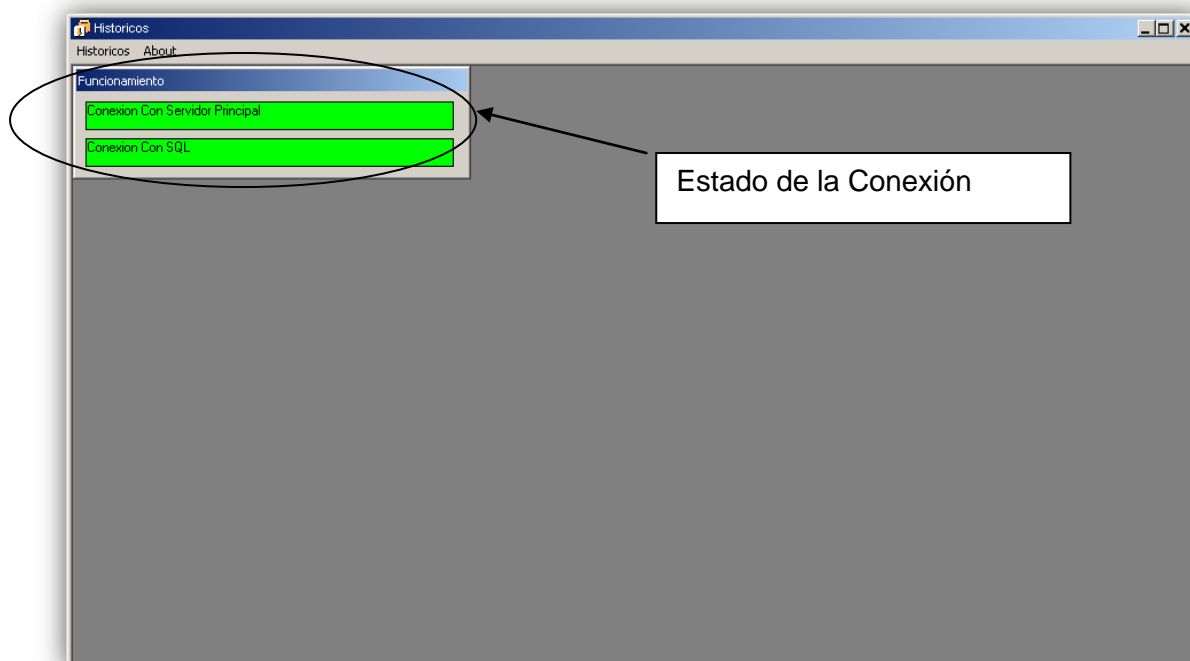 Historicos
Historicos About
Funcionamiento
Conexion Con Servidor Principal
Conexion Con SQL
Estado de la Conexión